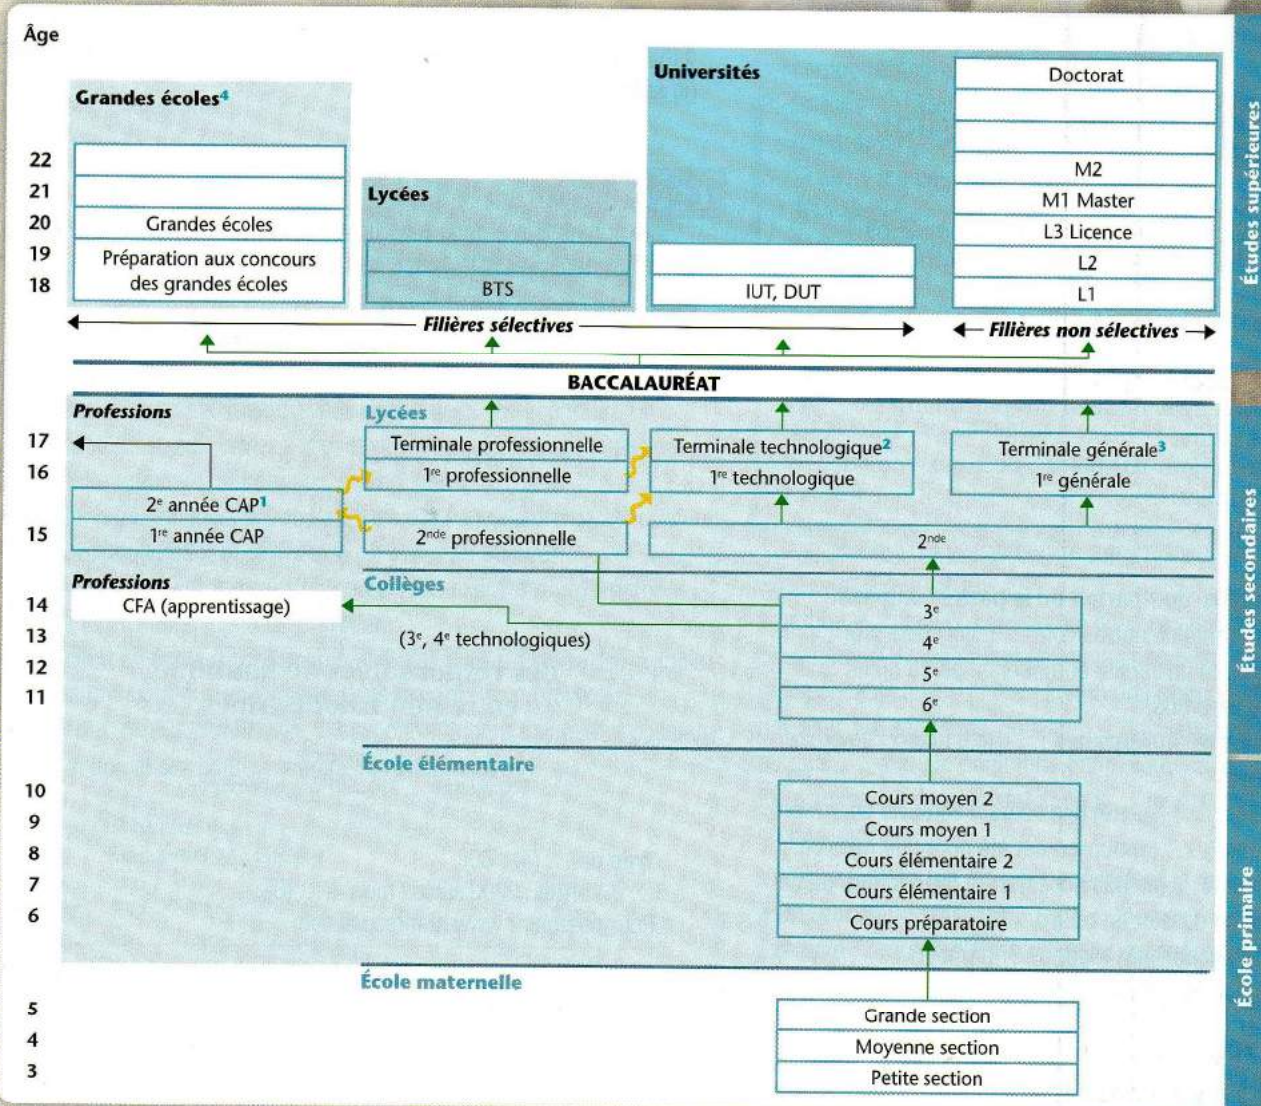 Âge
Grandes écoles⁴
Universités
Doctorat
22
M2
21
Lycées
M1 Master
20
Grandes écoles
L3 Licence
19
Préparation aux concours
des grandes écoles
L2
18
BTS
IUT, DUT
L1
Filières sélectives
Filières non sélectives
Études supérieures
BACCALAURÉAT
Professions
Lycées
17
Terminale professionnelle
Terminale technologique²
Terminale générale³
16
1re professionnelle
1re technologique
1re générale
2e année CAP¹
15
1re année CAP
2nde professionnelle
2nde
Professions
Collèges
14
CFA (apprentissage)
3e
13
(3e, 4e technologiques)
4e
12
5e
11
6e
Études secondaires
École élémentaire
10
Cours moyen 2
9
Cours moyen 1
8
Cours élémentaire 2
7
Cours élémentaire 1
6
Cours préparatoire
École maternelle
5
Grande section
4
Moyenne section
3
Petite section
École primaire